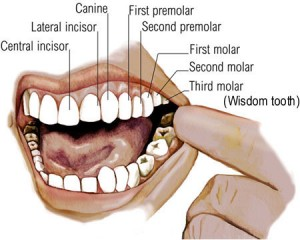 Canine
Lateral incisor
Central incisor
First premolar
Second premolar
First molar
Second molar
Third molar
(Wisdom tooth)